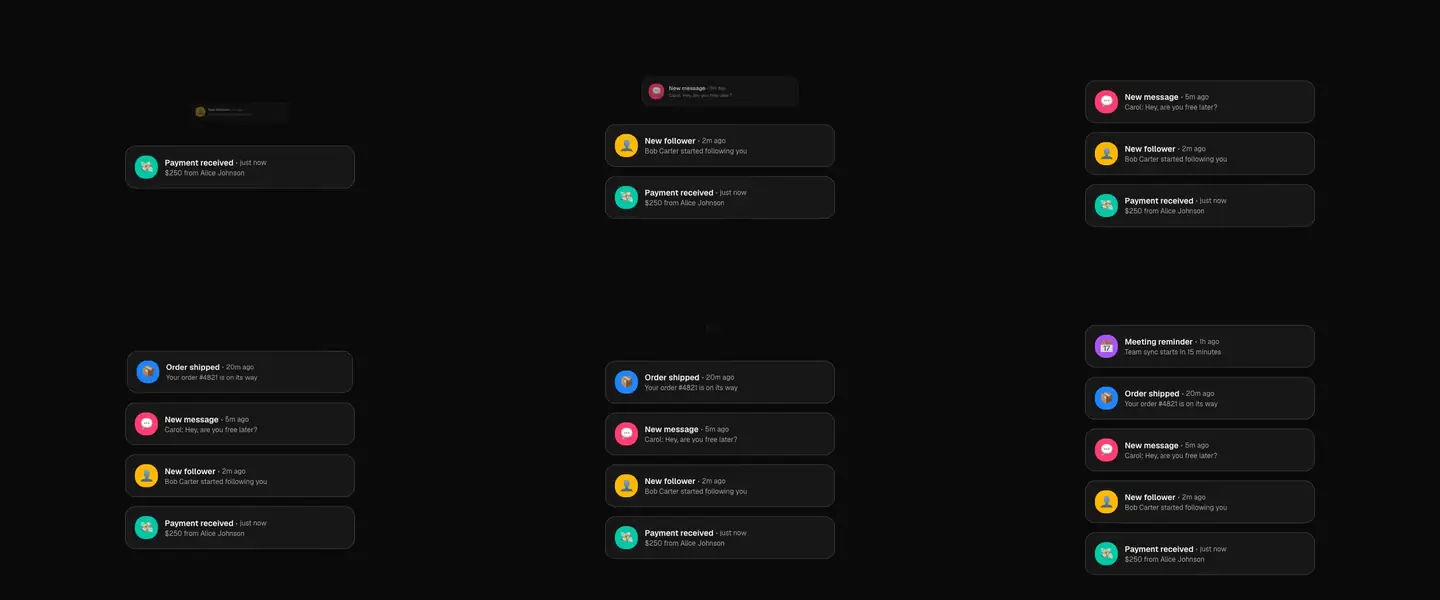 Payment received · just now
$250 from Alice Johnson
New message · 5m ago
Carol: Hey, are you free later?
New follower · 2m ago
Bob Carter started following you
Payment received · just now
$250 from Alice Johnson
New message · 5m ago
Carol: Hey, are you free later?
New follower · 2m ago
Bob Carter started following you
Payment received · just now
$250 from Alice Johnson
Order shipped · 20m ago
Your order #4821 is on its way
New message · 5m ago
Carol: Hey, are you free later?
New follower · 2m ago
Bob Carter started following you
Payment received · just now
$250 from Alice Johnson
Order shipped · 20m ago
Your order #4821 is on its way
New message · 5m ago
Carol: Hey, are you free later?
New follower · 2m ago
Bob Carter started following you
Payment received · just now
$250 from Alice Johnson
Meeting reminder · 1h ago
Team sync starts in 15 minutes
Order shipped · 20m ago
Your order #4821 is on its way
New message · 5m ago
Carol: Hey, are you free later?
New follower · 2m ago
Bob Carter started following you
Payment received · just now
$250 from Alice Johnson